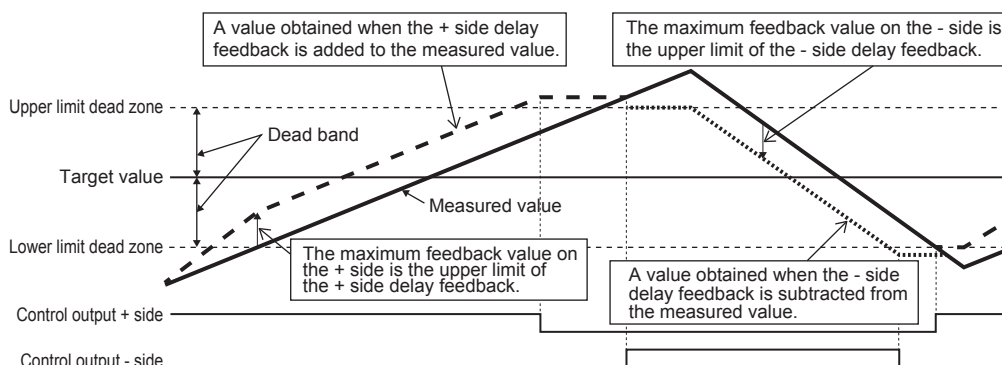 A value obtained when the + side delay
feedback is added to the measured value.
The maximum feedback value on the - side is
the upper limit of the - side delay feedback.
Upper limit dead zone
Dead band
Target value
Measured value
Lower limit dead zone
The maximum feedback value on
the + side is the upper limit of
the + side delay feedback.
A value obtained when the - side
delay feedback is subtracted from
the measured value.
Control output + side
Control output - side